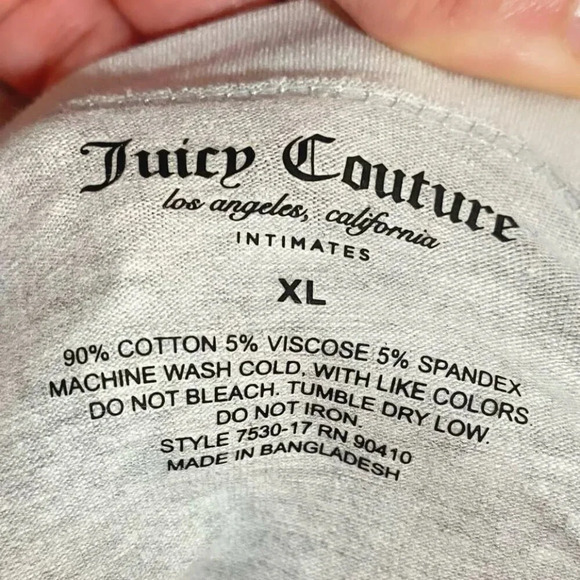 Juicy Couture
los angeles, california
INTIMATES
XL
90% COTTON 5% VISCOSE 5% SPANDEX
MACHINE WASH COLD, WITH LIKE COLORS
DO NOT BLEACH. TUMBLE DRY LOW.
DO NOT IRON.
STYLE 7530-17 RN 90410
MADE IN BANGLADESH